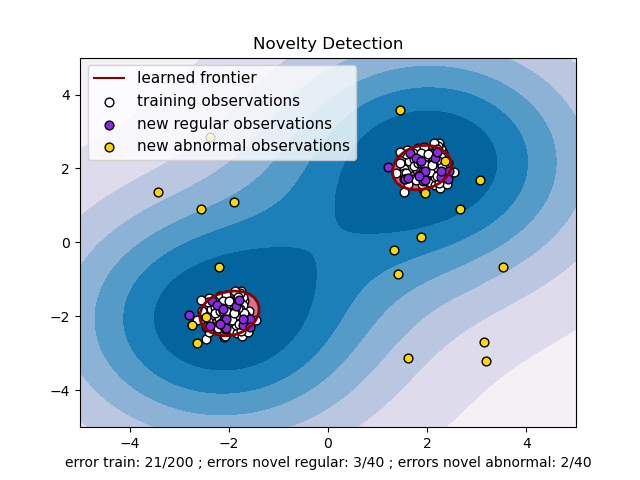 Novelty Detection
learned frontier
training observations
new regular observations
new abnormal observations
4
2
0
−2
−4
−4
−2
0
2
4
error train: 21/200 ; errors novel regular: 3/40 ; errors novel abnormal: 2/40